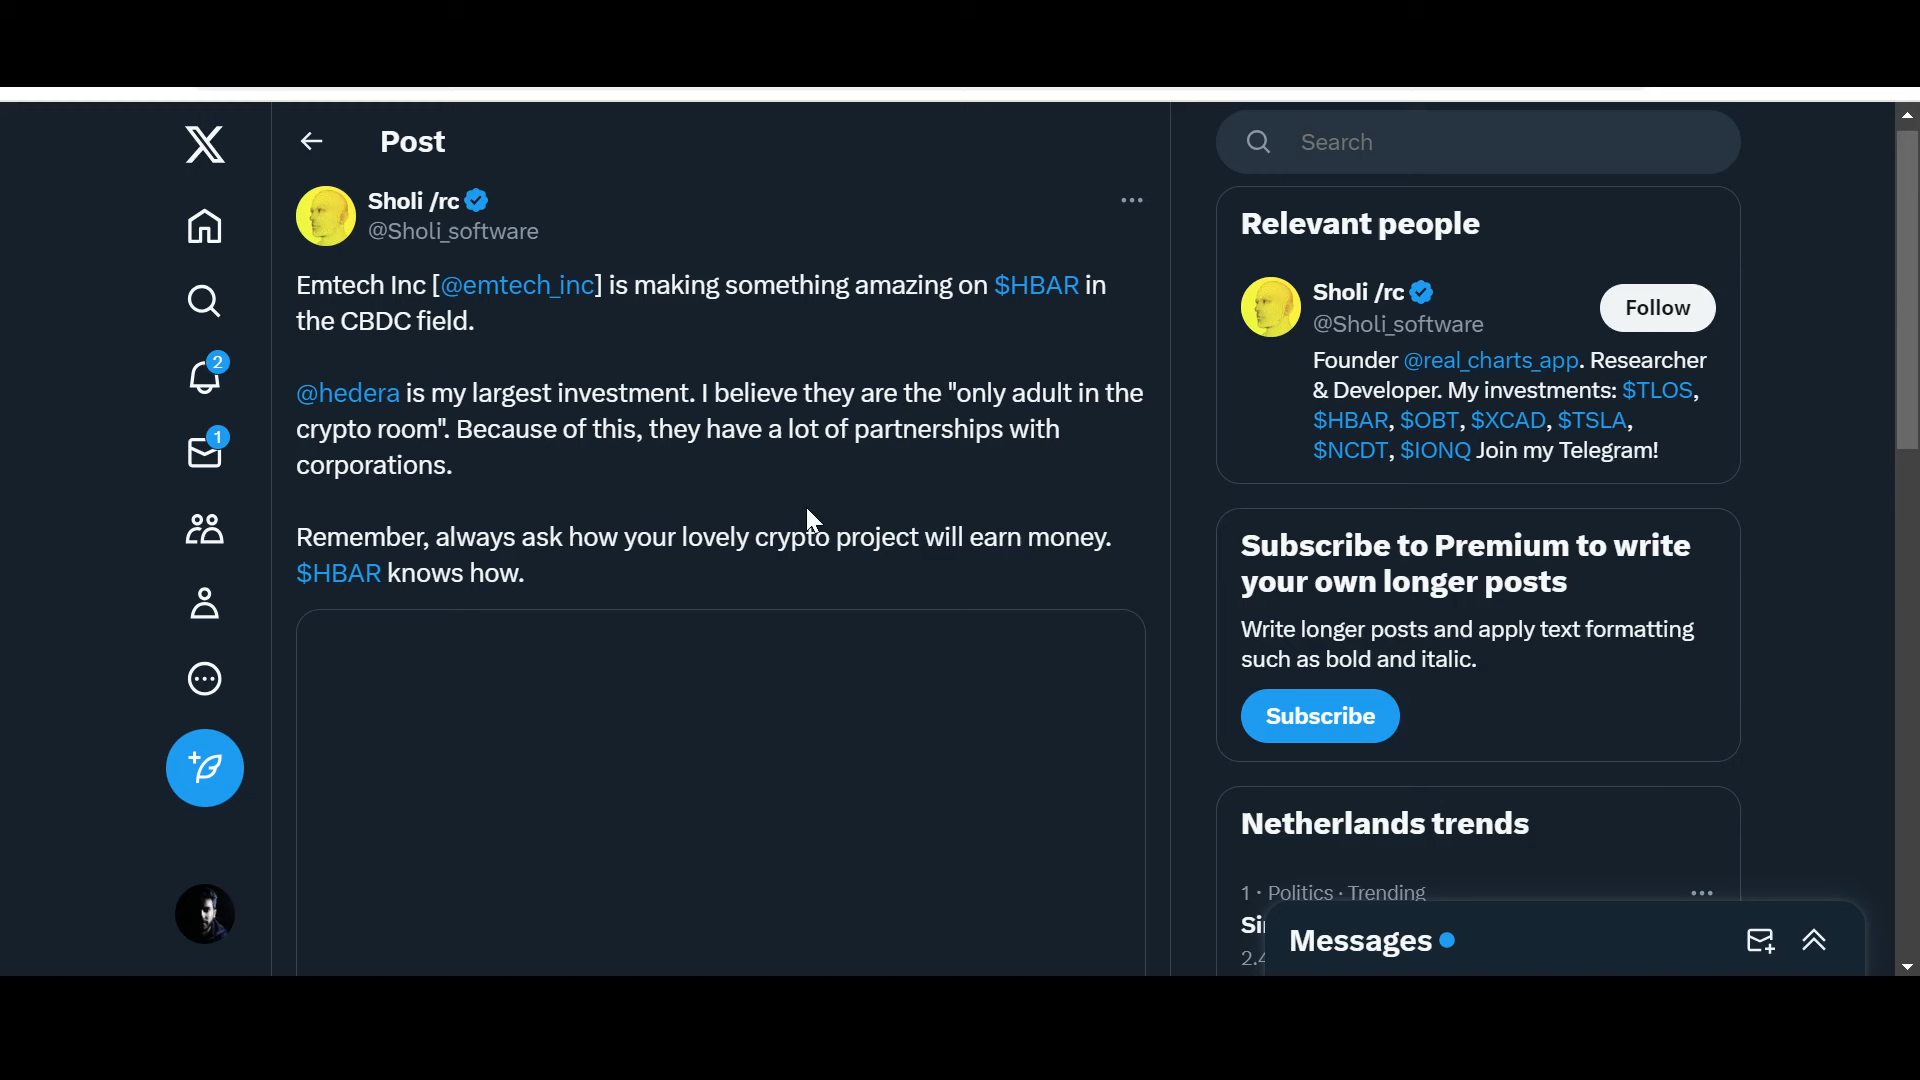 Post
Search
Sholi /rc
@Sholi_software
Emtech Inc [@emtech_inc] is making something amazing on $HBAR in
the CBDC field.
@hedera is my largest investment. I believe they are the "only adult in the
crypto room". Because of this, they have a lot of partnerships with
corporations.
Remember, always ask how your lovely crypto project will earn money.
$HBAR knows how.
2
1
Relevant people
Sholi /rc
@Sholi_software
Follow
Founder @real_charts_app. Researcher
& Developer. My investments: $TLOS,
$HBAR, $OBT, $XCAD, $TSLA,
$NCDT, $IONQ Join my Telegram!
Subscribe to Premium to write
your own longer posts
Write longer posts and apply text formatting
such as bold and italic.
Subscribe
Netherlands trends
1 · Politics · Trending
Messages